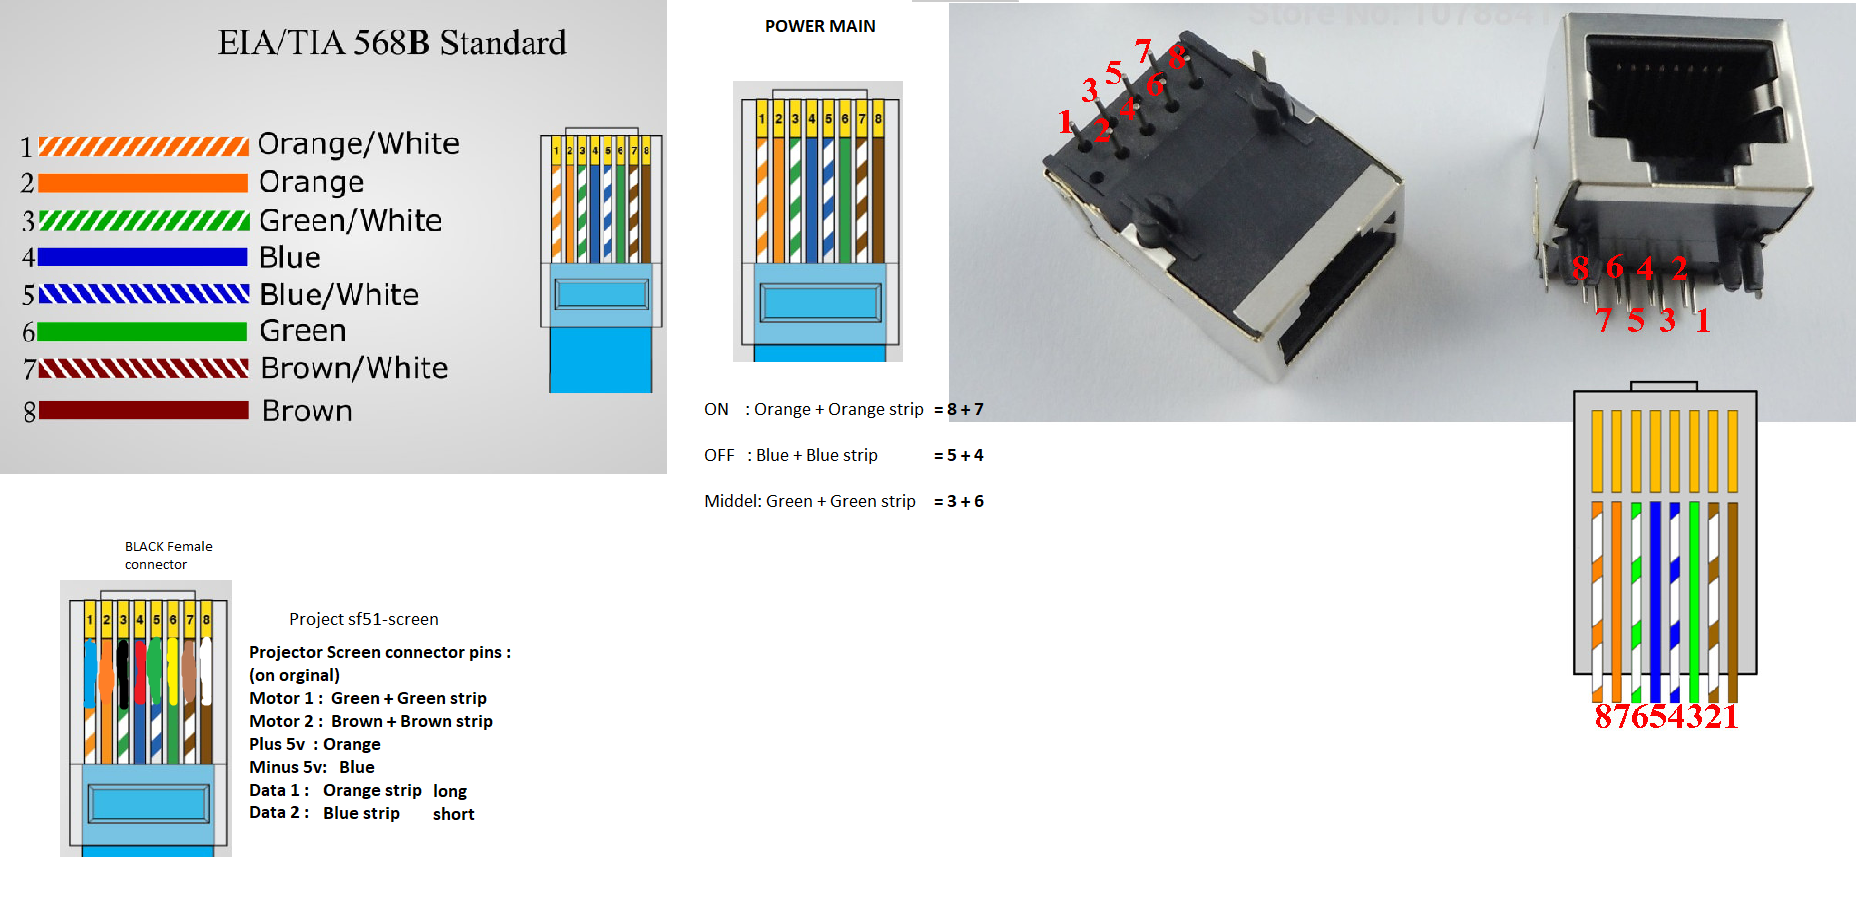 EIA/TIA 568B Standard
1 Orange/White
2 Orange
3 Green/White
4 Blue
5 Blue/White
6 Green
7 Brown/White
8 Brown
1 2 3 4 5 6 7 8
POWER MAIN
1 2 3 4 5 6 7 8
ON : Orange + Orange strip = 8 + 7
OFF : Blue + Blue strip = 5 + 4
Middel: Green + Green strip = 3 + 6
Store No: 107884
7 8
5 6
3 4
1 2
8 6 4 2
7 5 3 1
87654321
BLACK Female
connector
1 2 3 4 5 6 7 8
Project sf51-screen
Projector Screen connector pins :
(on orginal)
Motor 1 : Green + Green strip
Motor 2 : Brown + Brown strip
Plus 5v : Orange
Minus 5v: Blue
Data 1 : Orange strip long
Data 2 : Blue strip short